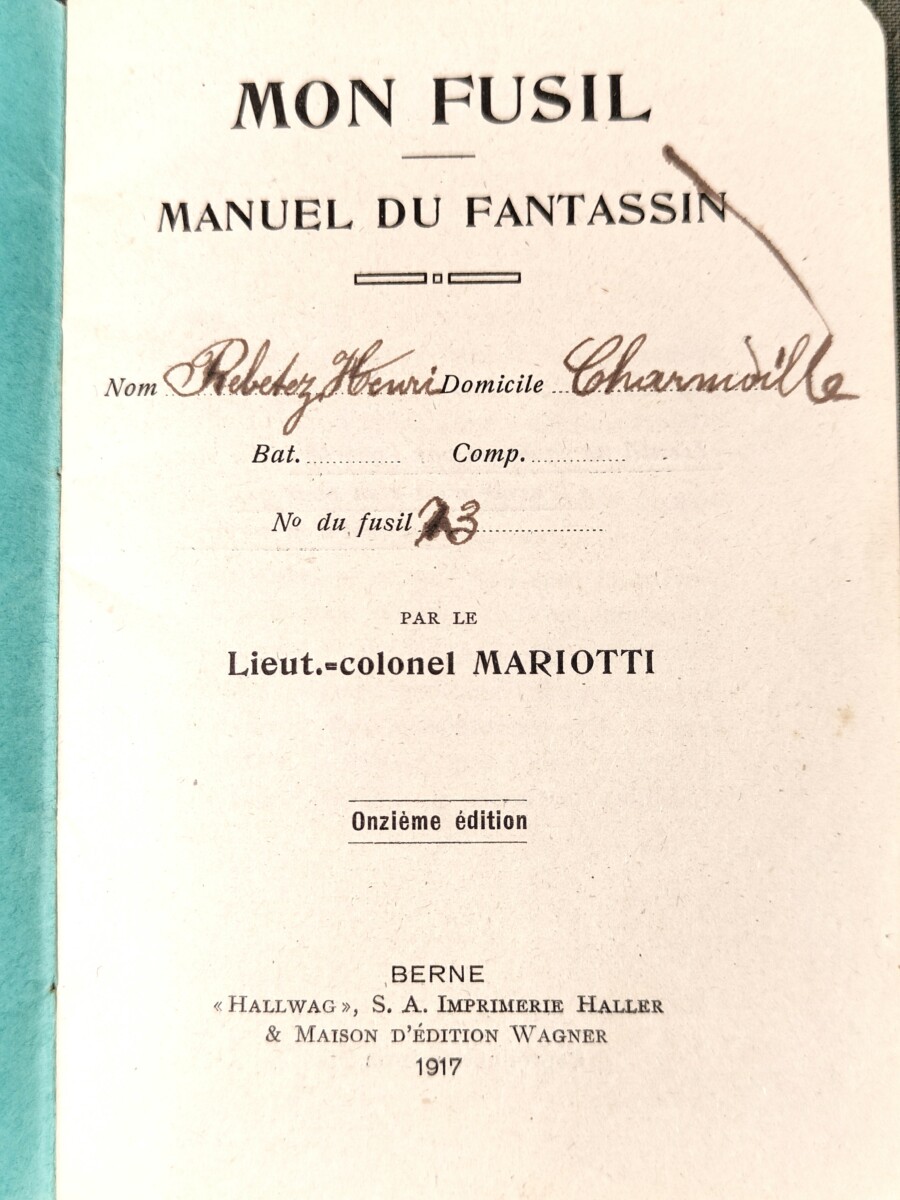 MON FUSIL
MANUEL DU FANTASSIN
Nom Rebetez Henri Domicile Charmoille
Bat. Comp.
No du fusil 73
PAR LE
Lieut.-colonel MARIOTTI
Onzième édition
BERNE
« HALLWAG », S. A. IMPRIMERIE HALLER
& MAISON D'ÉDITION WAGNER
1917